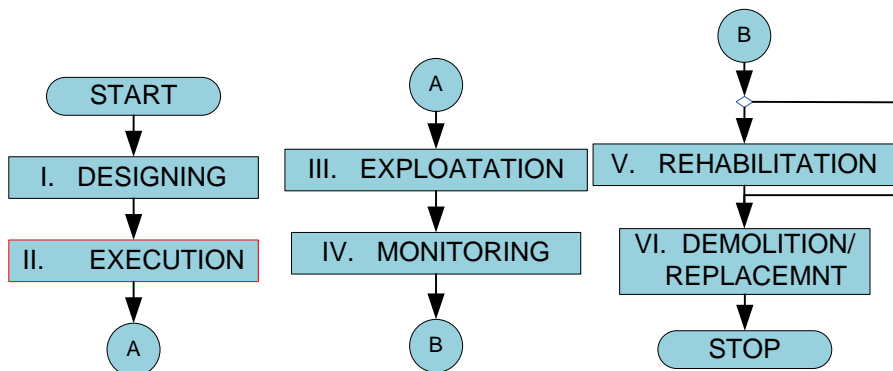 START
I. DESIGNING
II. EXECUTION
A
A
III. EXPLOATATION
IV. MONITORING
B
B
V. REHABILITATION
VI. DEMOLITION/
REPLACEMNT
STOP